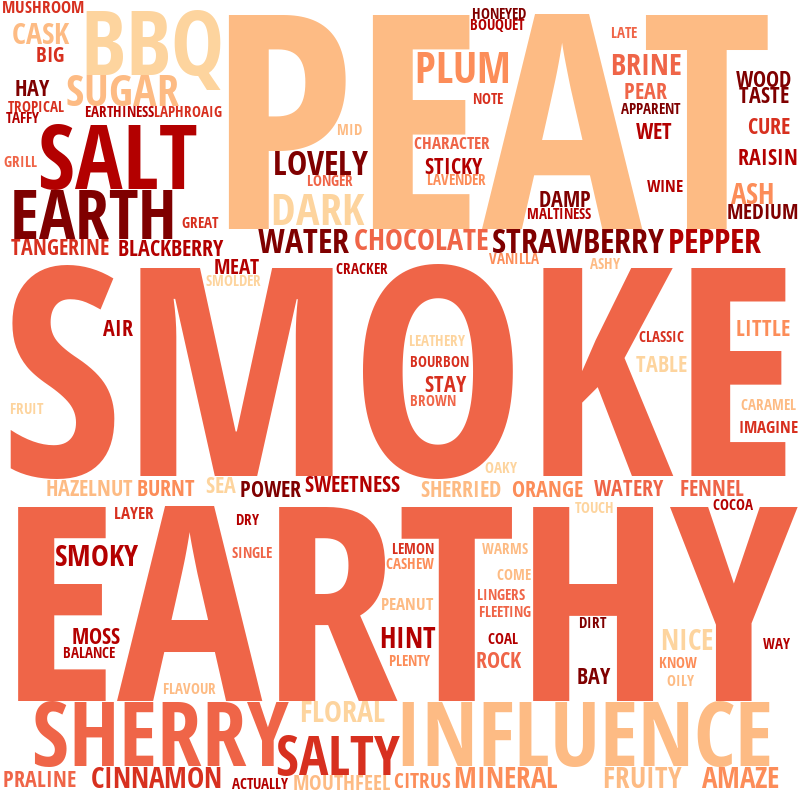 MUSHROOM
HONEYED
BBQ
PEAT
BOUQUET
CASK
LATE
BIG
PLUM
BRINE
WOOD
HAY
SUGAR
PEAR
TASTE
NOTE
TROPICAL
EARTHINESS
LAPHROAIG
APPARENT
TAFFY
MID
WET
CURE
SALT
CHARACTER
GRILL
LOVELY
STICKY
RAISIN
LONGER
LAVENDER
WINE
EARTH
DARK
DAMP
ASH
GREAT
MALTINESS
MEDIUM
TANGERINE
BLACKBERRY
WATER
CHOCOLATE
STRAWBERRY
PEPPER
MEAT
CRACKER
VANILLA
ASHY
SMOLDER
SMOKE
AIR
LEATHERY
CLASSIC
LITTLE
BOURBON
TABLE
STAY
FRUIT
BROWN
CARAMEL
IMAGINE
OAKY
HAZELNUT
BURNT
SEA
POWER
SWEETNESS
SHERRIED
ORANGE
WATERY
FENNEL
EARTHY
LAYER
DRY
TOUCH
COCOA
SMOKY
SINGLE
LEMON
WARMS
CASHEW
COME
PEANUT
LINGERS
FLEETING
MOSS
HINT
COAL
DIRT
NICE
WAY
BALANCE
PLENTY
ROCK
KNOW
FLAVOUR
BAY
OILY
SHERRY
FLORAL
INFLUENCE
SALTY
PRALINE
CINNAMON
ACTUALLY
MOUTHFEEL
CITRUS
MINERAL
FRUITY
AMAZE